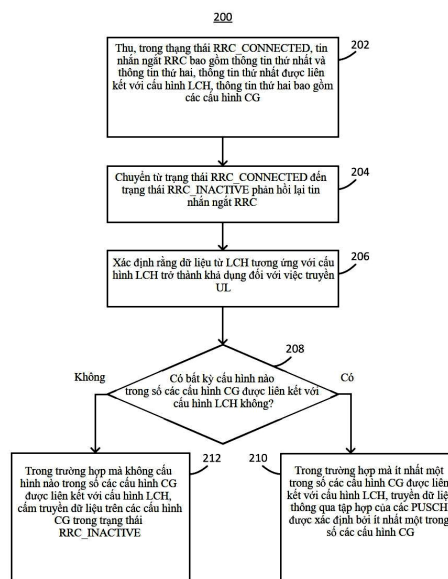 200
202
Thu, trong thạng thái RRC_CONNECTED, tin
nhắn ngắt RRC bao gồm thông tin thứ nhất và
thông tin thứ hai, thông tin thứ nhất được liên
kết với cấu hình LCH, thông tin thứ hai bao gồm
các cấu hình CG
204
Chuyển từ trạng thái RRC_CONNECTED đến
trạng thái RRC_INACTIVE phản hồi lại tin
nhắn ngắt RRC
206
Xác định rằng dữ liệu từ LCH tương ứng với cấu
hình LCH trở thành khả dụng đối với việc truyền
UL
208
Có bất kỳ cấu hình nào
trong số các cấu hình CG được liên kết với
cấu hình LCH không?
Không
Có
212
Trong trường hợp mà không cấu
hình nào trong số các cấu hình CG
được liên kết với cấu hình LCH,
cấm truyền dữ liệu trên các cấu
hình CG trong trạng thái
RRC_INACTIVE
210
Trong trường hợp mà ít nhất một
trong số các cấu hình CG được liên
kết với cấu hình LCH, truyền dữ liệu
thông qua tập hợp của các PUSCH
được xác định bởi ít nhất một trong
số các cấu hình CG